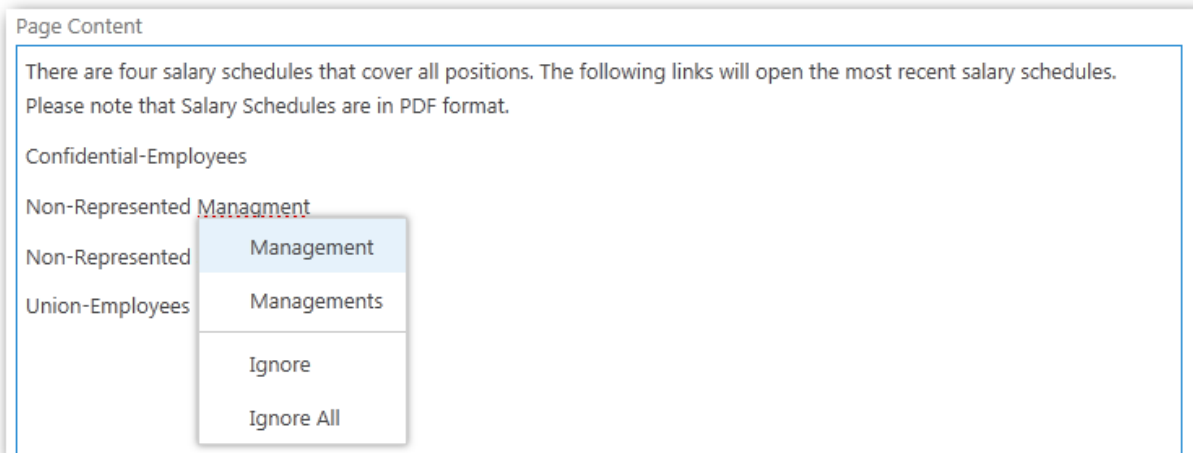 Page Content
There are four salary schedules that cover all positions. The following links will open the most recent salary schedules.
Please note that Salary Schedules are in PDF format.
Confidential-Employees
Non-Represented Managment
Management
Non-Represented
Managements
Union-Employees
Ignore
Ignore All